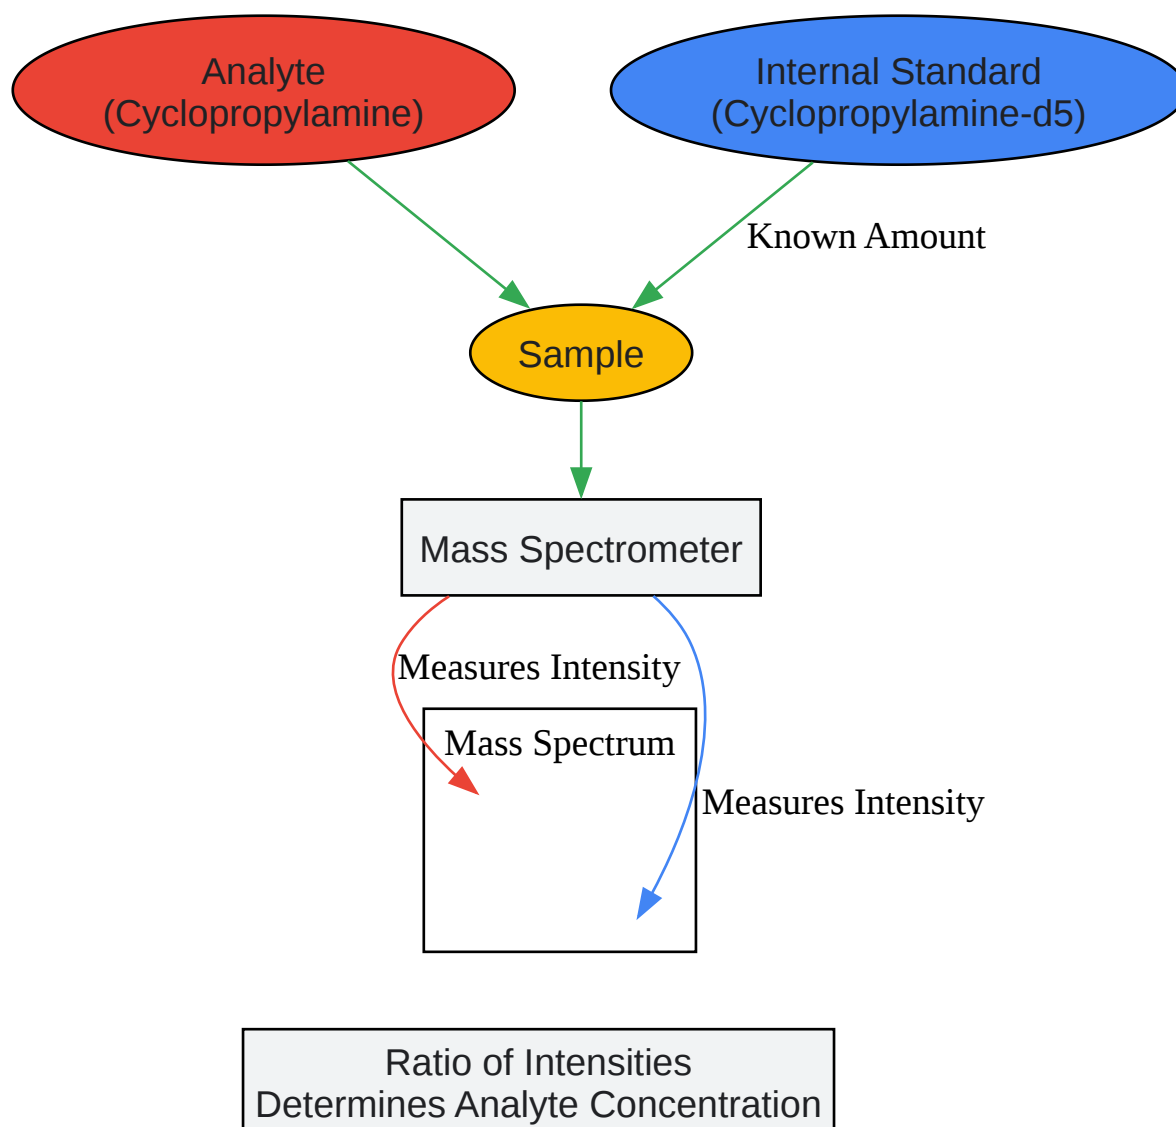 Analyte
(Cyclopropylamine)
Internal Standard
(Cyclopropylamine-d5)
Known Amount
Sample
Mass Spectrometer
Measures Intensity
Mass Spectrum
Measures Intensity
Ratio of Intensities
Determines Analyte Concentration